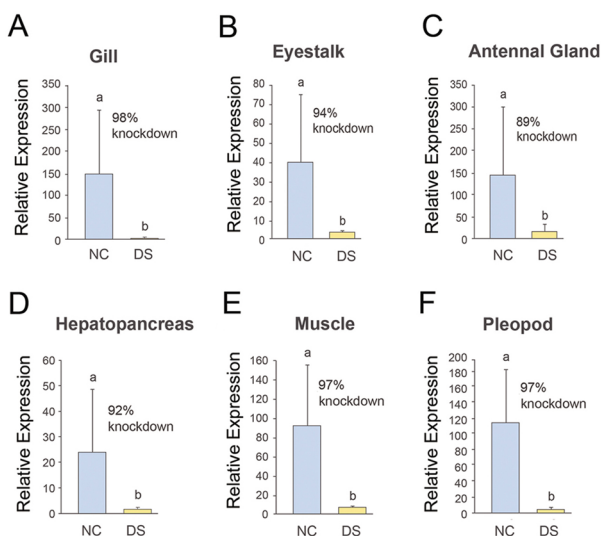 A
Gill
Relative Expression
350
300
250
200
150
100
50
0
a
98%
knockdown
b
NC DS
B
Eyestalk
Relative Expression
80
70
60
50
40
30
20
10
0
a
94%
knockdown
b
NC DS
C
Antennal Gland
Relative Expression
350
300
250
200
150
100
50
0
a
89%
knockdown
b
NC DS
D
Hepatopancreas
Relative Expression
60
50
40
30
20
10
0
a
92%
knockdown
b
NC DS
E
Muscle
Relative Expression
160
140
120
100
80
60
40
20
0
a
97%
knockdown
b
NC DS
F
Pleopod
Relative Expression
200
180
160
140
120
100
80
60
40
20
0
a
97%
knockdown
b
NC DS